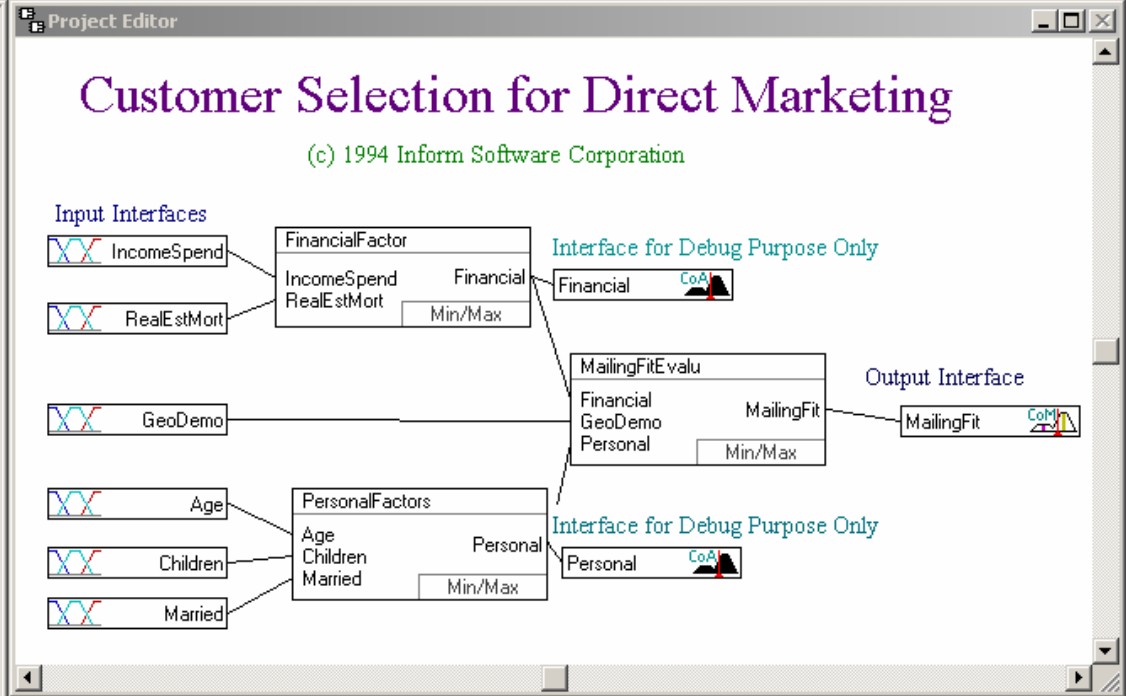 Project Editor
Customer Selection for Direct Marketing
(c) 1994 Inform Software Corporation
Input Interfaces
IncomeSpend
RealEstMort
GeoDemo
Age
Children
Married
FinancialFactor
IncomeSpend
RealEstMort
Financial
Min/Max
Interface for Debug Purpose Only
Financial
CoA
PersonalFactors
Age
Children
Married
Personal
Min/Max
Interface for Debug Purpose Only
Personal
CoA
MailingFitEvalu
Financial
GeoDemo
Personal
MailingFit
Min/Max
Output Interface
MailingFit
CoM